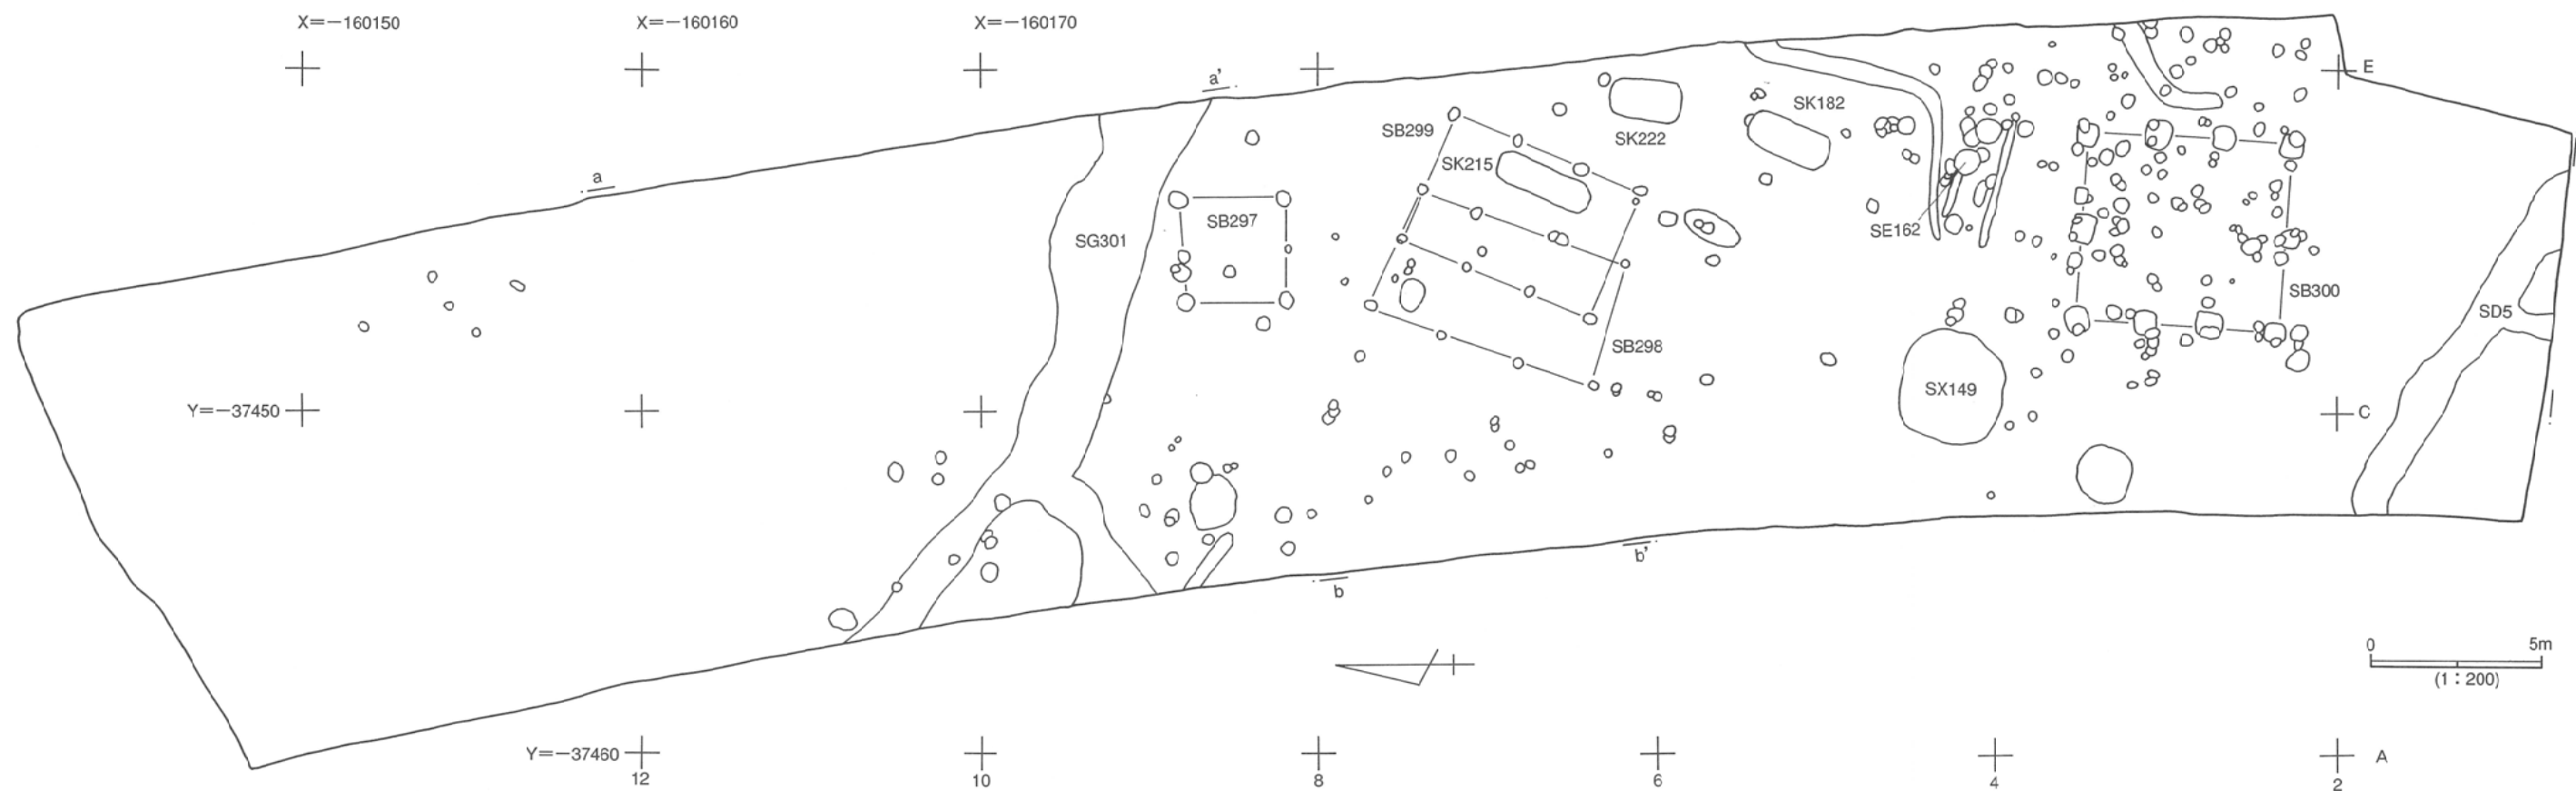 X=−160150
X=−160160
X=−160170
E
a'
a
SB299
SK215
SK222
SK182
SB297
SG301
SE162
SB300
SD5
SB298
SX149
Y=−37450
C
b'
b
0 5m
(1：200)
Y=−37460
A
12
10
8
6
4
2